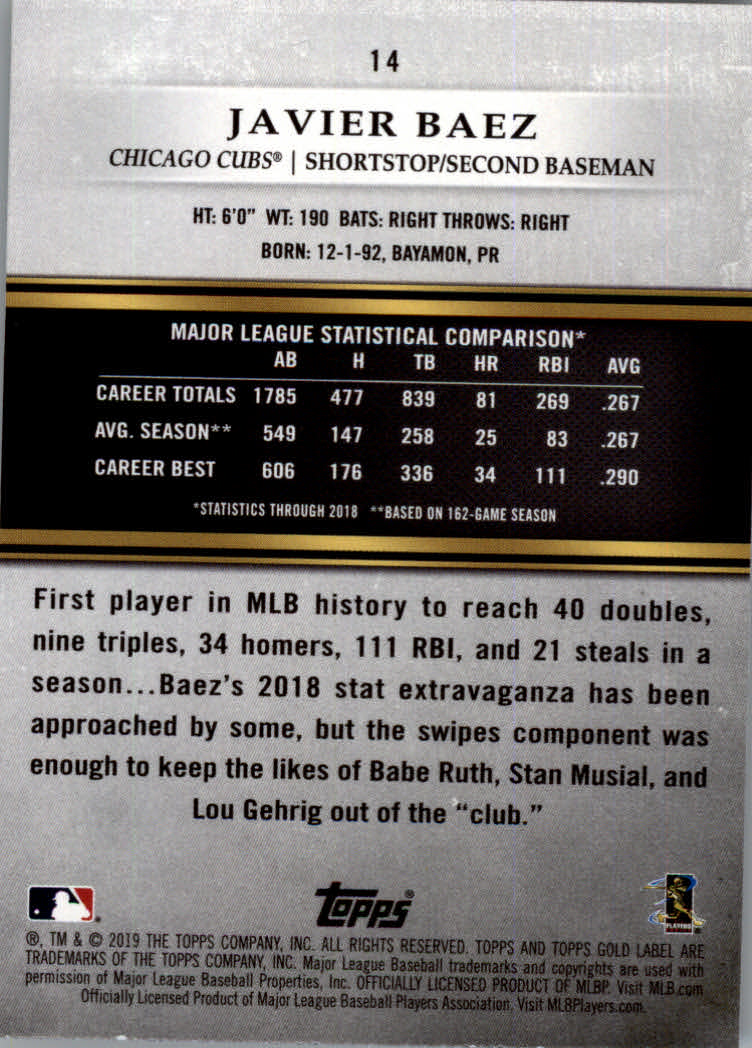 14
JAVIER BAEZ
CHICAGO CUBS® | SHORTSTOP/SECOND BASEMAN
HT: 6'0" WT: 190 BATS: RIGHT THROWS: RIGHT
BORN: 12-1-92, BAYAMON, PR
MAJOR LEAGUE STATISTICAL COMPARISON*
AB H TB HR RBI AVG
CAREER TOTALS 1785 477 839 81 269 .267
AVG. SEASON** 549 147 258 25 83 .267
CAREER BEST 606 176 336 34 111 .290
*STATISTICS THROUGH 2018 **BASED ON 162-GAME SEASON
First player in MLB history to reach 40 doubles,
nine triples, 34 homers, 111 RBI, and 21 steals in a
season...Baez's 2018 stat extravaganza has been
approached by some, but the swipes component was
enough to keep the likes of Babe Ruth, Stan Musial, and
Lou Gehrig out of the “club.”
topps®
PLAYERS
®, TM & © 2019 THE TOPPS COMPANY, INC. ALL RIGHTS RESERVED. TOPPS AND TOPPS GOLD LABEL ARE
TRADEMARKS OF THE TOPPS COMPANY, INC. Major League Baseball trademarks and copyrights are used with
permission of Major League Baseball Properties, Inc. OFFICIALLY LICENSED PRODUCT OF MLBP. Visit MLB.com
Officially Licensed Product of Major League Baseball Players Association. Visit MLBPlayers.com.